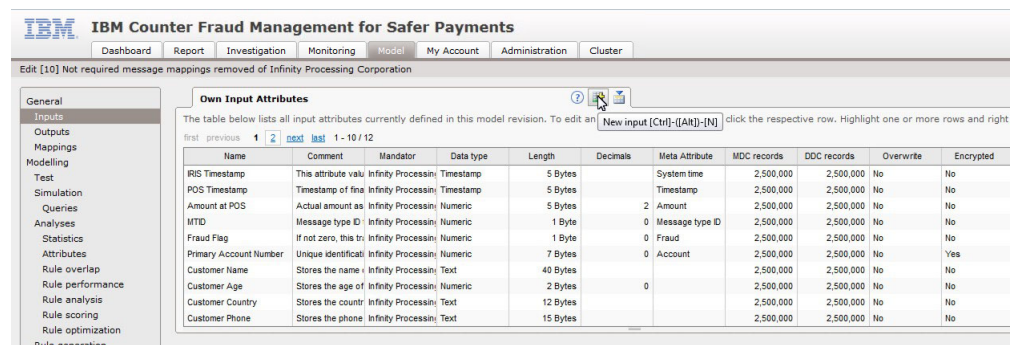 IBM IBM Counter Fraud Management for Safer Payments
Dashboard Report Investigation Monitoring Model My Account Administration Cluster
Edit [10] Not required message mappings removed of Infinity Processing Corporation
General
Inputs
Outputs
Mappings
Modelling
Test
Simulation
Queries
Analyses
Statistics
Attributes
Rule overlap
Rule performance
Rule analysis
Rule scoring
Rule optimization
Rule generation
Own Input Attributes
The table below lists all input attributes currently defined in this model revision. To edit an click the respective row. Highlight one or more rows and right
New input [Ctrl]-([Alt])-[N]
first previous 1 2 next last 1 - 10 / 12
Name Comment Mandator Data type Length Decimals Meta Attribute MDC records DDC records Overwrite Encrypted
IRIS Timestamp This attribute valu Infinity Processing Timestamp 5 Bytes System time 2,500,000 2,500,000 No No
POS Timestamp Timestamp of fina Infinity Processing Timestamp 5 Bytes Timestamp 2,500,000 2,500,000 No No
Amount at POS Actual amount as Infinity Processing Numeric 5 Bytes 2 Amount 2,500,000 2,500,000 No No
MTID Message type ID Infinity Processing Numeric 1 Byte 0 Message type ID 2,500,000 2,500,000 No No
Fraud Flag If not zero, this tra Infinity Processing Numeric 1 Byte 0 Fraud 2,500,000 2,500,000 No No
Primary Account Number Unique identificati Infinity Processing Numeric 7 Bytes 0 Account 2,500,000 2,500,000 No Yes
Customer Name Stores the name Infinity Processing Text 40 Bytes 2,500,000 2,500,000 No No
Customer Age Stores the age of Infinity Processing Numeric 2 Bytes 0 2,500,000 2,500,000 No No
Customer Country Stores the countr Infinity Processing Text 12 Bytes 2,500,000 2,500,000 No No
Customer Phone Stores the phone Infinity Processing Text 15 Bytes 2,500,000 2,500,000 No No